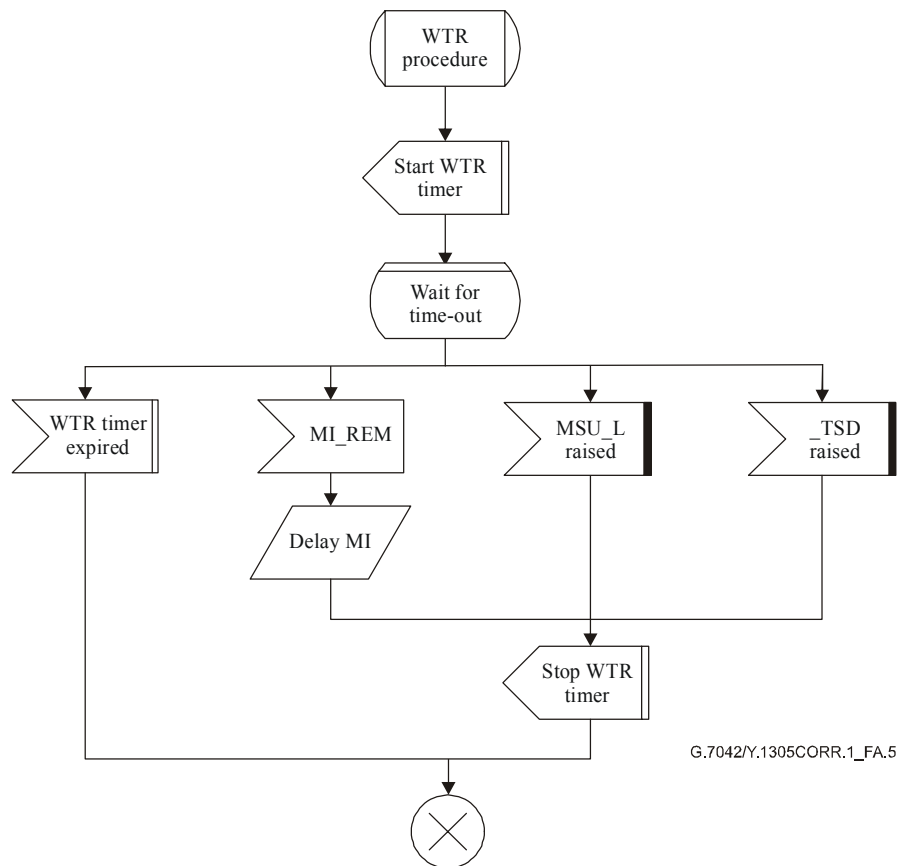 WTR
procedure
Start WTR
timer
Wait for
time-out
WTR timer
expired
MI_REM
MSU_L
raised
_TSD
raised
Delay MI
Stop WTR
timer
G.7042/Y.1305CORR.1_FA.5